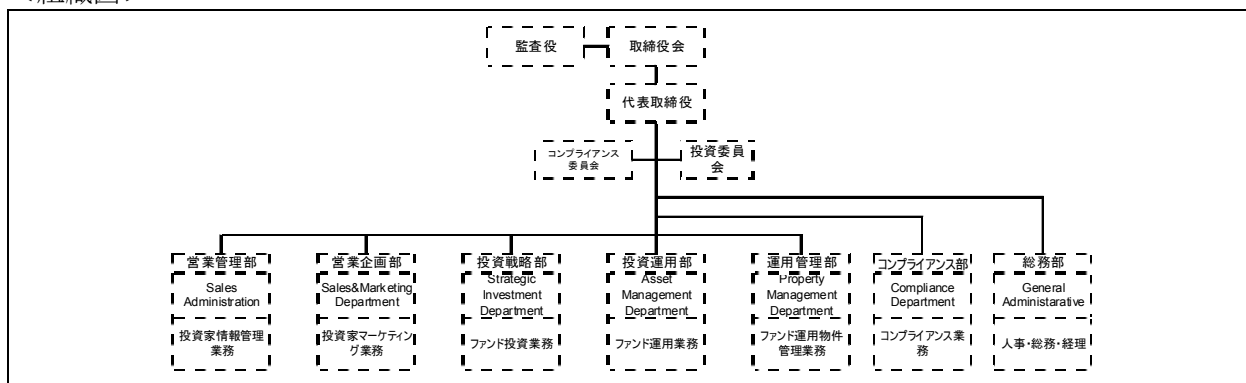 <組織図>
監査役
取締役会
代表取締役
コンプライアンス
委員会
投資委員
会
営業管理部
Sales
Administration
投資家情報管理
業務
営業企画部
Sales&Marketing
Department
投資家マーケティン
グ業務
投資戦略部
Strategic
Investment
Department
ファンド投資業務
投資運用部
Asset
Management
Department
ファンド運用業務
運用管理部
Property
Management
Department
ファンド運用物件
管理業務
コンプライアンス部
Compliance
Department
コンプライアンス業
務
総務部
General
Administarative
人事・総務・経理